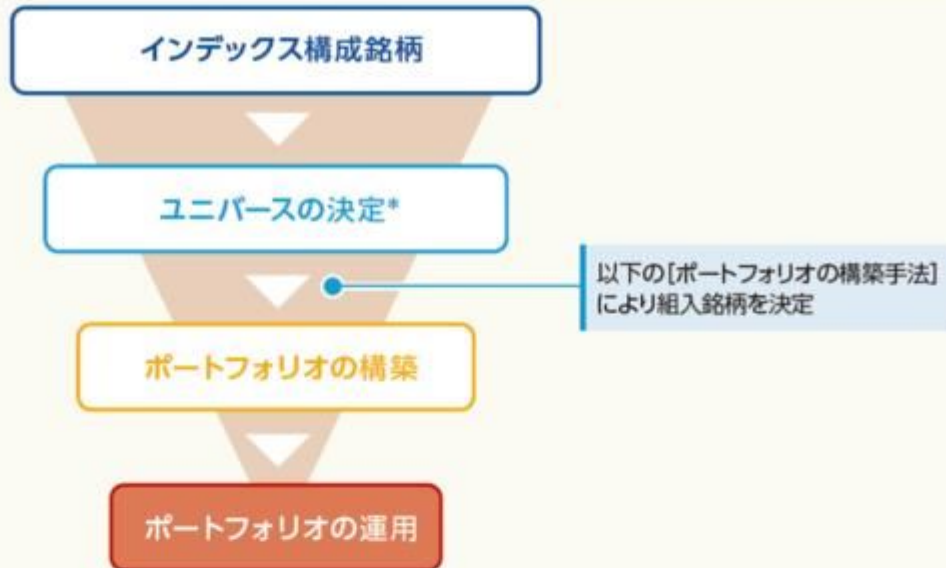 インデックス構成銘柄
ユニバースの決定*
以下の[ポートフォリオの構築手法]
により組入銘柄を決定
ポートフォリオの構築
ポートフォリオの運用